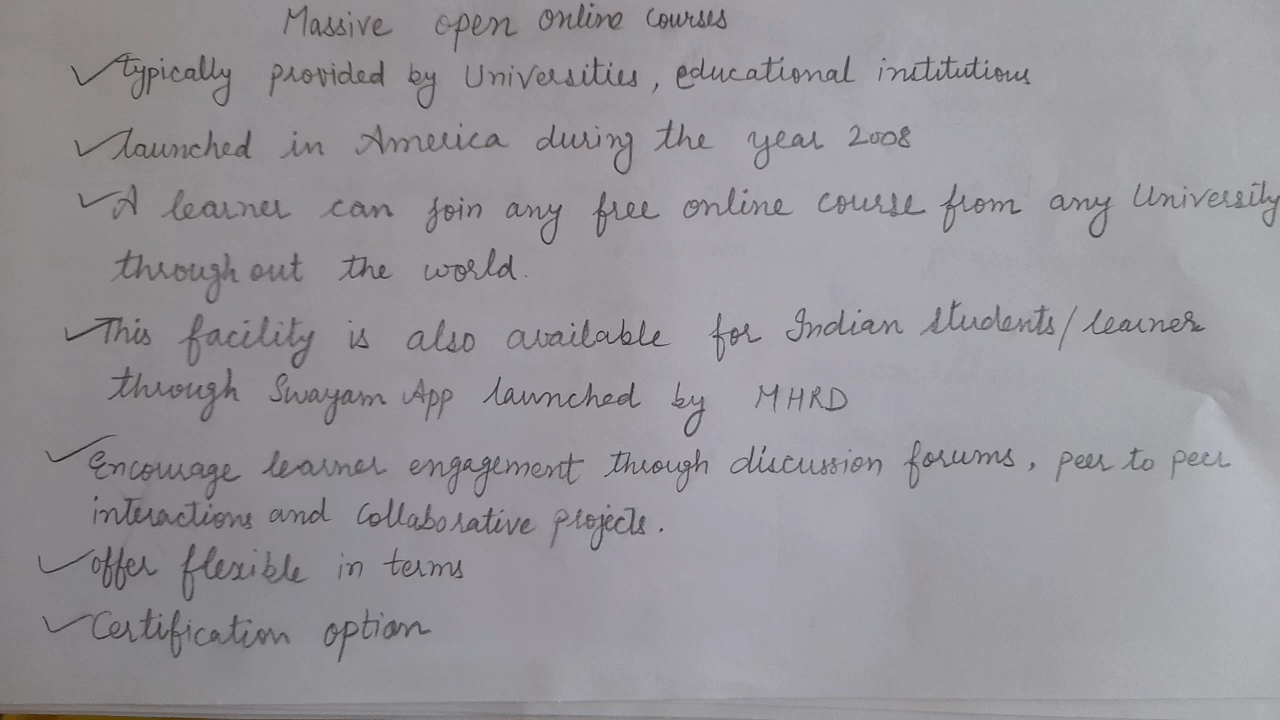 Massive open online courses
✓typically provided by Universities, educational institutions
✓launched in America during the year 2008
✓A learner can join any free online course from any University
through out the world.
✓This facility is also available for Indian students/learner
through Swayam App launched by MHRD
✓Encourage learner engagement through discussion forums, peer to peer
interactions and collaborative projects.
✓offer flexible in terms
✓Certification option